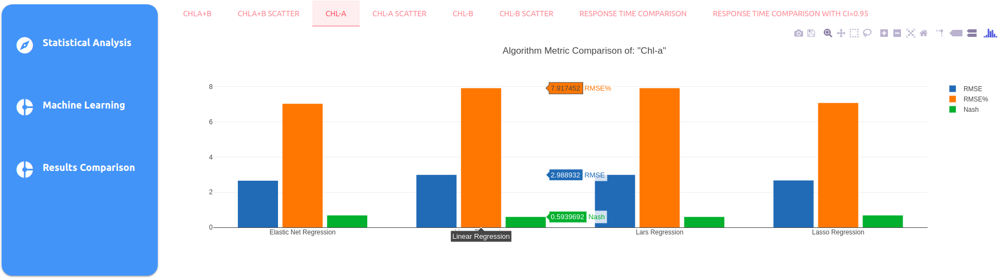 Statistical Analysis
Machine Learning
Results Comparison
CHLA+B
CHLA+B SCATTER
CHL-A
CHL-A SCATTER
CHL-B
CHL-B SCATTER
RESPONSE TIME COMPARISON
RESPONSE TIME COMPARISON WITH CI=0.95
Algorithm Metric Comparison of: "Chl-a"
8
6
4
2
0
7.917452 RMSE%
2.988932 RMSE
0.5939692 Nash
Elastic Net Regression
Linear Regression
Lars Regression
Lasso Regression
RMSE
RMSE%
Nash